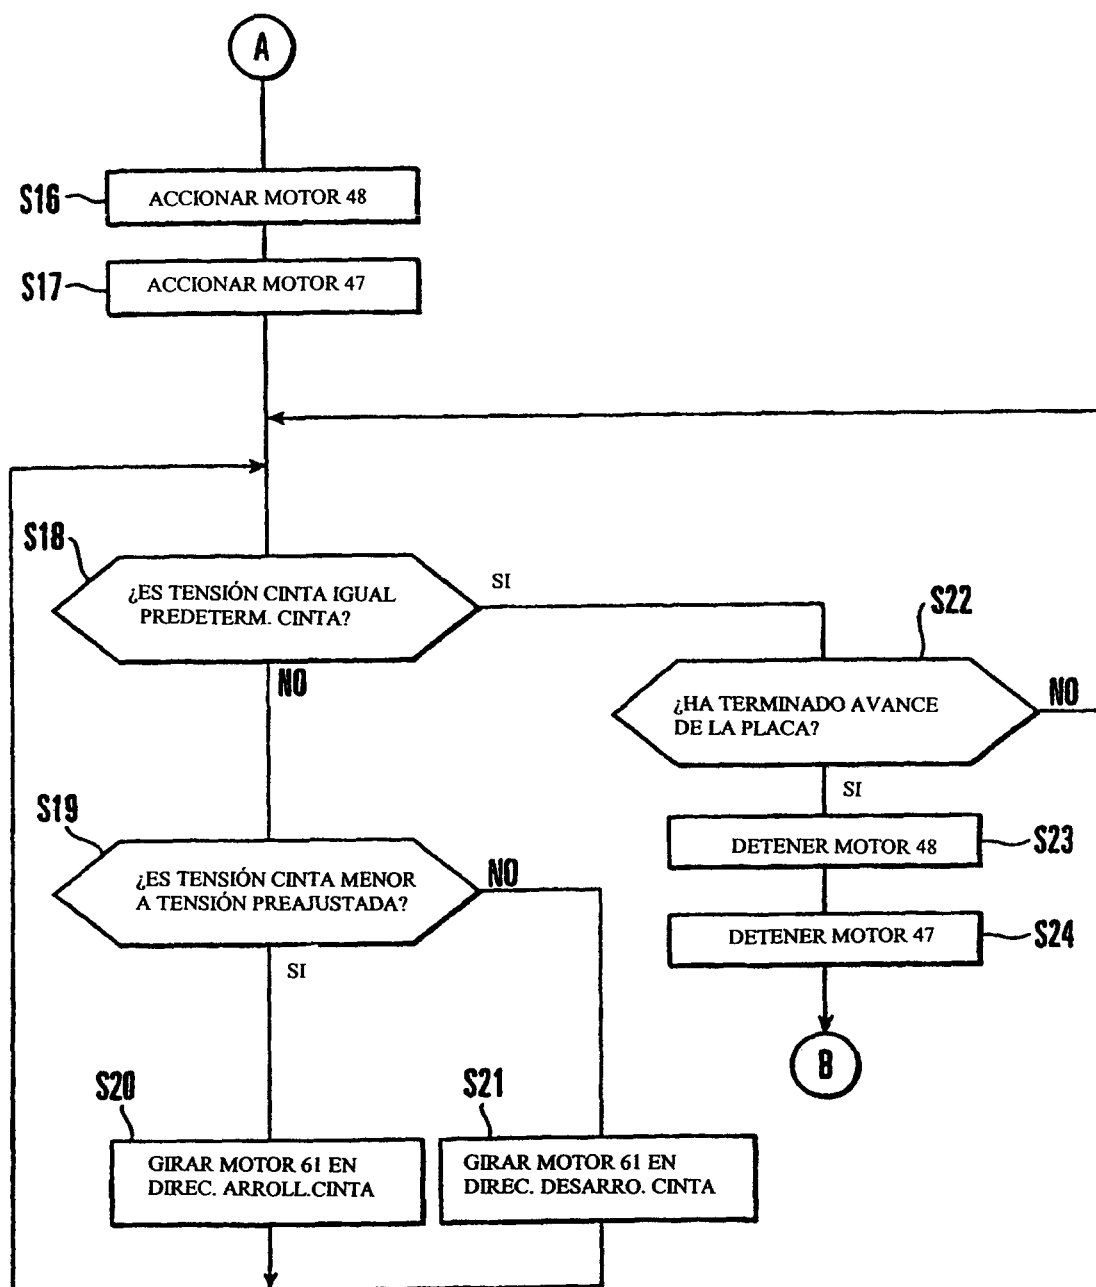 A
S16
ACCIONAR MOTOR 48
S17
ACCIONAR MOTOR 47
S18
¿ES TENSIÓN CINTA IGUAL
PREDETERM. CINTA?
SI
NO
S22
¿HA TERMINADO AVANCE
DE LA PLACA?
NO
SI
S19
¿ES TENSIÓN CINTA MENOR
A TENSIÓN PREAJUSTADA?
NO
SI
DETENER MOTOR 48
S23
DETENER MOTOR 47
S24
B
S20
GIRAR MOTOR 61 EN
DIREC. ARROLL.CINTA
S21
GIRAR MOTOR 61 EN
DIREC. DESARRO. CINTA